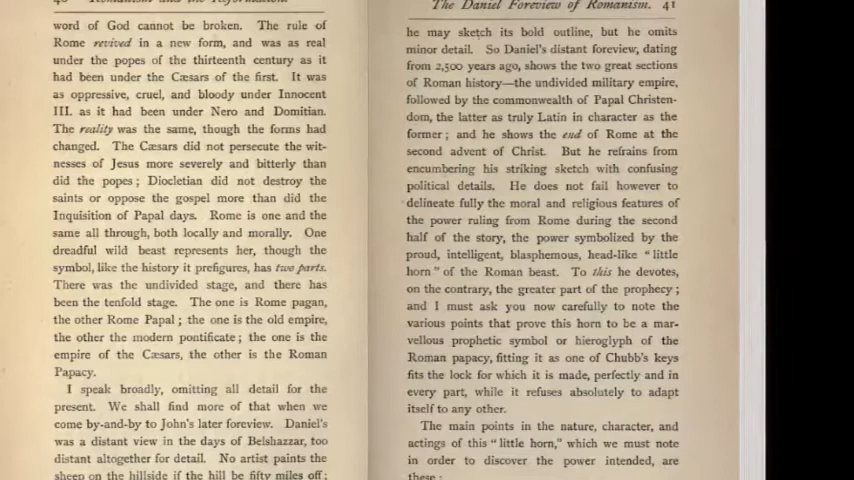 40 Romanism and the Reformation.
word of God cannot be broken. The rule of
Rome revived in a new form, and was as real
under the popes of the thirteenth century as it
had been under the Cæsars of the first. It was
as oppressive, cruel, and bloody under Innocent
III. as it had been under Nero and Domitian.
The reality was the same, though the forms had
changed. The Cæsars did not persecute the wit-
nesses of Jesus more severely and bitterly than
did the popes; Diocletian did not destroy the
saints or oppose the gospel more than did the
Inquisition of Papal days. Rome is one and the
same all through, both locally and morally. One
dreadful wild beast represents her, though the
symbol, like the history it prefigures, has two parts.
There was the undivided stage, and there has
been the tenfold stage. The one is Rome pagan,
the other Rome Papal; the one is the old empire,
the other the modern pontificate; the one is the
empire of the Cæsars, the other is the Roman
Papacy.
I speak broadly, omitting all detail for the
present. We shall find more of that when we
come by-and-by to John's later foreview. Daniel's
was a distant view in the days of Belshazzar, too
distant altogether for detail. No artist paints the
sheep on the hillside if the hill be fifty miles off;
The Daniel Foreview of Romanism. 41
he may sketch its bold outline, but he omits
minor detail. So Daniel's distant foreview, dating
from 2,500 years ago, shows the two great sections
of Roman history—the undivided military empire,
followed by the commonwealth of Papal Christen-
dom, the latter as truly Latin in character as the
former; and he shows the end of Rome at the
second advent of Christ. But he refrains from
encumbering his striking sketch with confusing
political details. He does not fail however to
delineate fully the moral and religious features of
the power ruling from Rome during the second
half of the story, the power symbolized by the
proud, intelligent, blasphemous, head-like "little
horn" of the Roman beast. To this he devotes,
on the contrary, the greater part of the prophecy;
and I must ask you now carefully to note the
various points that prove this horn to be a mar-
vellous prophetic symbol or hieroglyph of the
Roman papacy, fitting it as one of Chubb's keys
fits the lock for which it is made, perfectly and in
every part, while it refuses absolutely to adapt
itself to any other.
The main points in the nature, character, and
actings of this "little horn," which we must note
in order to discover the power intended, are
these: